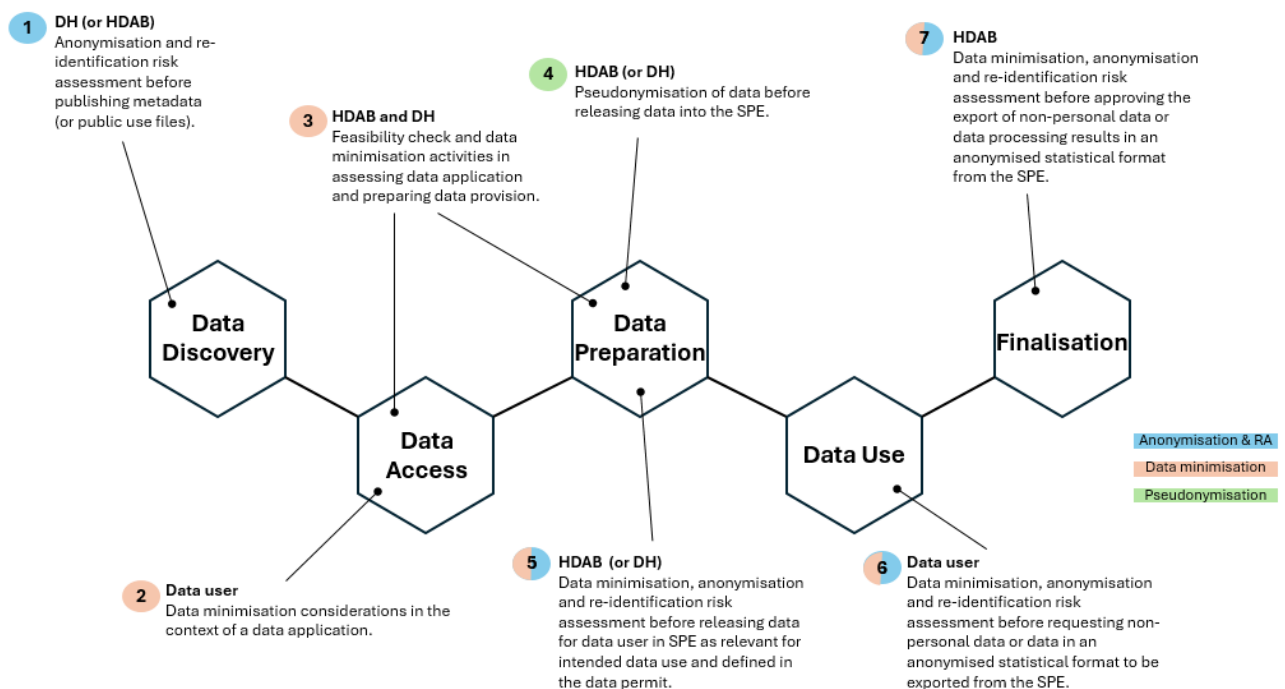 1
DH (or HDAB)
Anonymisation and re-
identification risk
assessment before
publishing metadata
(or public use files).
3
HDAB and DH
Feasibility check and data
minimisation activities in
assessing data application
and preparing data provision.
4
HDAB (or DH)
Pseudonymisation of data before
releasing data into the SPE.
7
HDAB
Data minimisation, anonymisation
and re-identification risk
assessment before approving the
export of non-personal data or
data processing results in an
anonymised statistical format
from the SPE.
Data
Discovery
Data
Access
Data
Preparation
Data Use
Finalisation
Anonymisation & RA
Data minimisation
Pseudonymisation
2
Data user
Data minimisation considerations in the
context of a data application.
5
HDAB (or DH)
Data minimisation, anonymisation
and re-identification risk
assessment before releasing data
for data user in SPE as relevant for
intended data use and defined in
the data permit.
6
Data user
Data minimisation, anonymisation
and re-identification risk
assessment before requesting non-
personal data or data in an
anonymised statistical format to be
exported from the SPE.